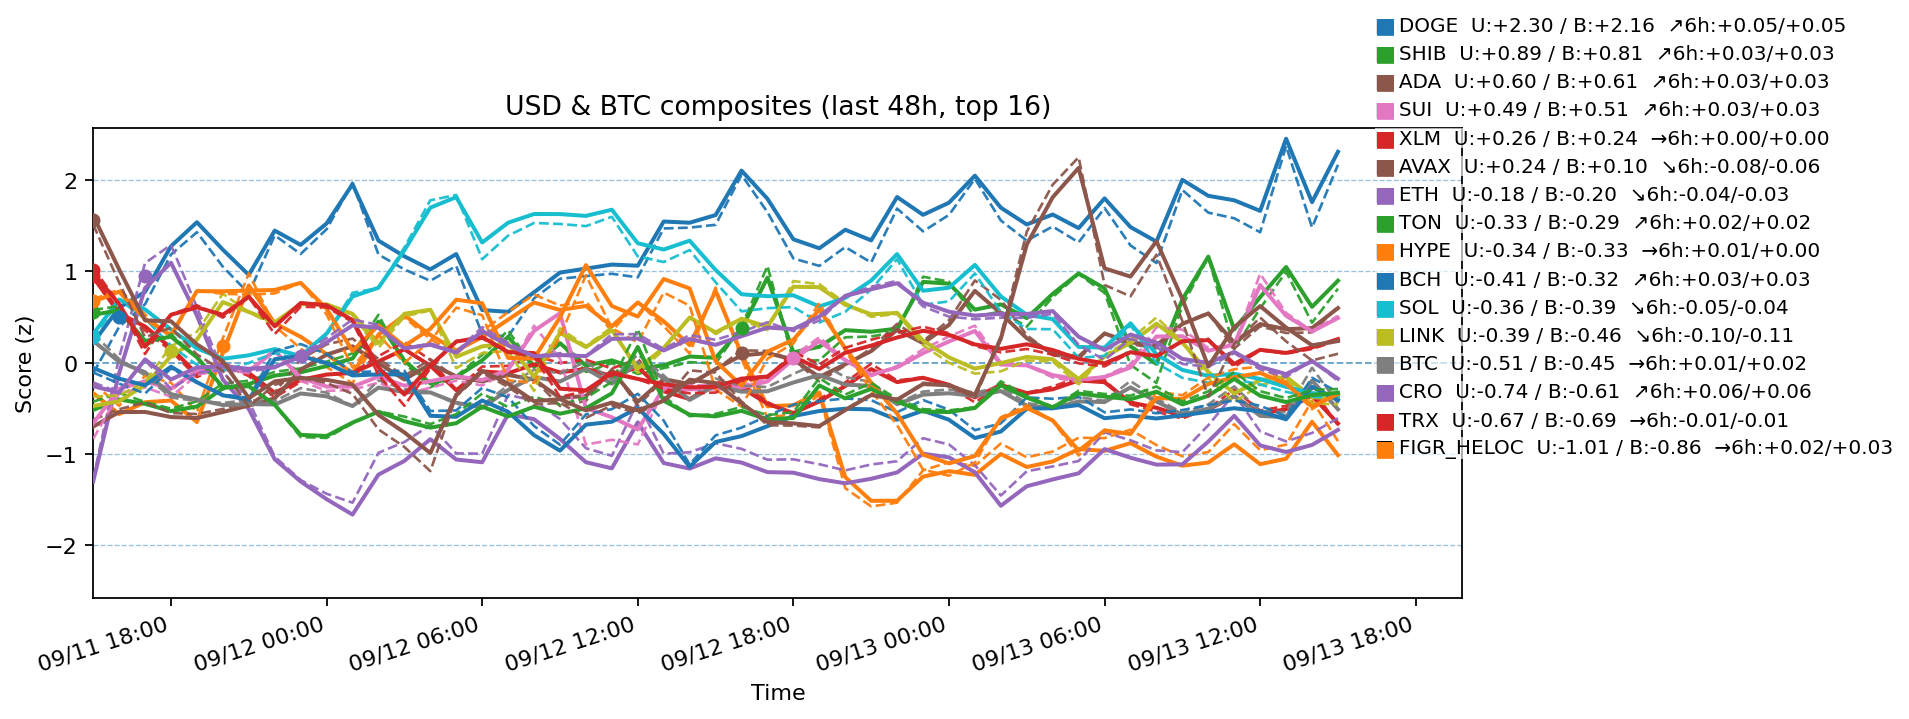 DOGE U:+2.30 / B:+2.16 ↗6h:+0.05/+0.05
SHIB U:+0.89 / B:+0.81 ↗6h:+0.03/+0.03
ADA U:+0.60 / B:+0.61 ↗6h:+0.03/+0.03
SUI U:+0.49 / B:+0.51 ↗6h:+0.03/+0.03
XLM U:+0.26 / B:+0.24 →6h:+0.00/+0.00
AVAX U:+0.24 / B:+0.10 ↘6h:-0.08/-0.06
ETH U:-0.18 / B:-0.20 ↘6h:-0.04/-0.03
TON U:-0.33 / B:-0.29 ↗6h:+0.02/+0.02
HYPE U:-0.34 / B:-0.33 →6h:+0.01/+0.00
BCH U:-0.41 / B:-0.32 ↗6h:+0.03/+0.03
SOL U:-0.36 / B:-0.39 ↘6h:-0.05/-0.04
LINK U:-0.39 / B:-0.46 ↘6h:-0.10/-0.11
BTC U:-0.51 / B:-0.45 →6h:+0.01/+0.02
CRO U:-0.74 / B:-0.61 ↗6h:+0.06/+0.06
TRX U:-0.67 / B:-0.69 →6h:-0.01/-0.01
FIGR_HELOC U:-1.01 / B:-0.86 →6h:+0.02/+0.03
USD & BTC composites (last 48h, top 16)
Score (z)
2
1
0
−1
−2
09/11 18:00
09/12 00:00
09/12 06:00
09/12 12:00
09/12 18:00
09/13 00:00
09/13 06:00
09/13 12:00
09/13 18:00
Time